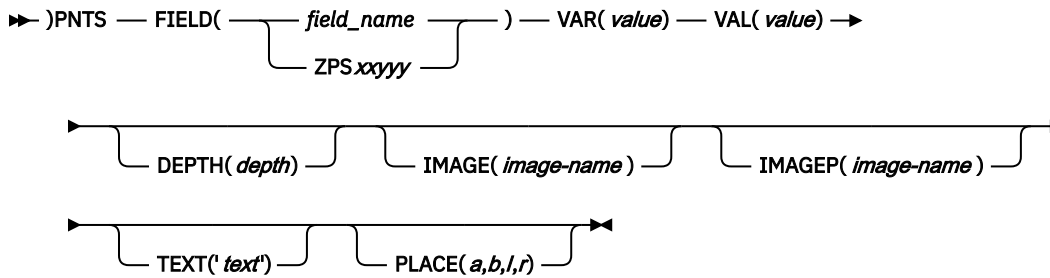 )PNTS FIELD( field_name ) VAR( value) VAL( value)
ZPSxxyyy
DEPTH( depth) IMAGE( image-name ) IMAGEP( image-name )
TEXT(' text') PLACE( a,b,l,r)